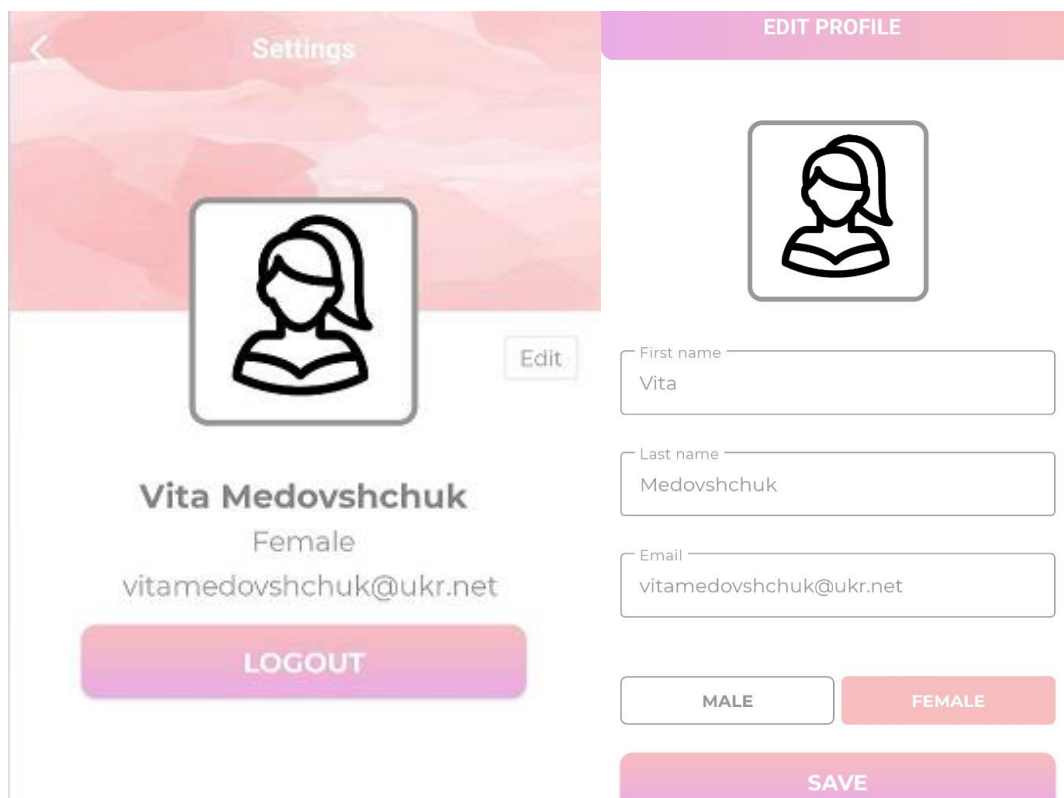 Settings
Edit
Vita Medovshchuk
Female
vitamedovshchuk@ukr.net
LOGOUT
EDIT PROFILE
First name
Vita
Last name
Medovshchuk
Email
vitamedovshchuk@ukr.net
MALE
FEMALE
SAVE